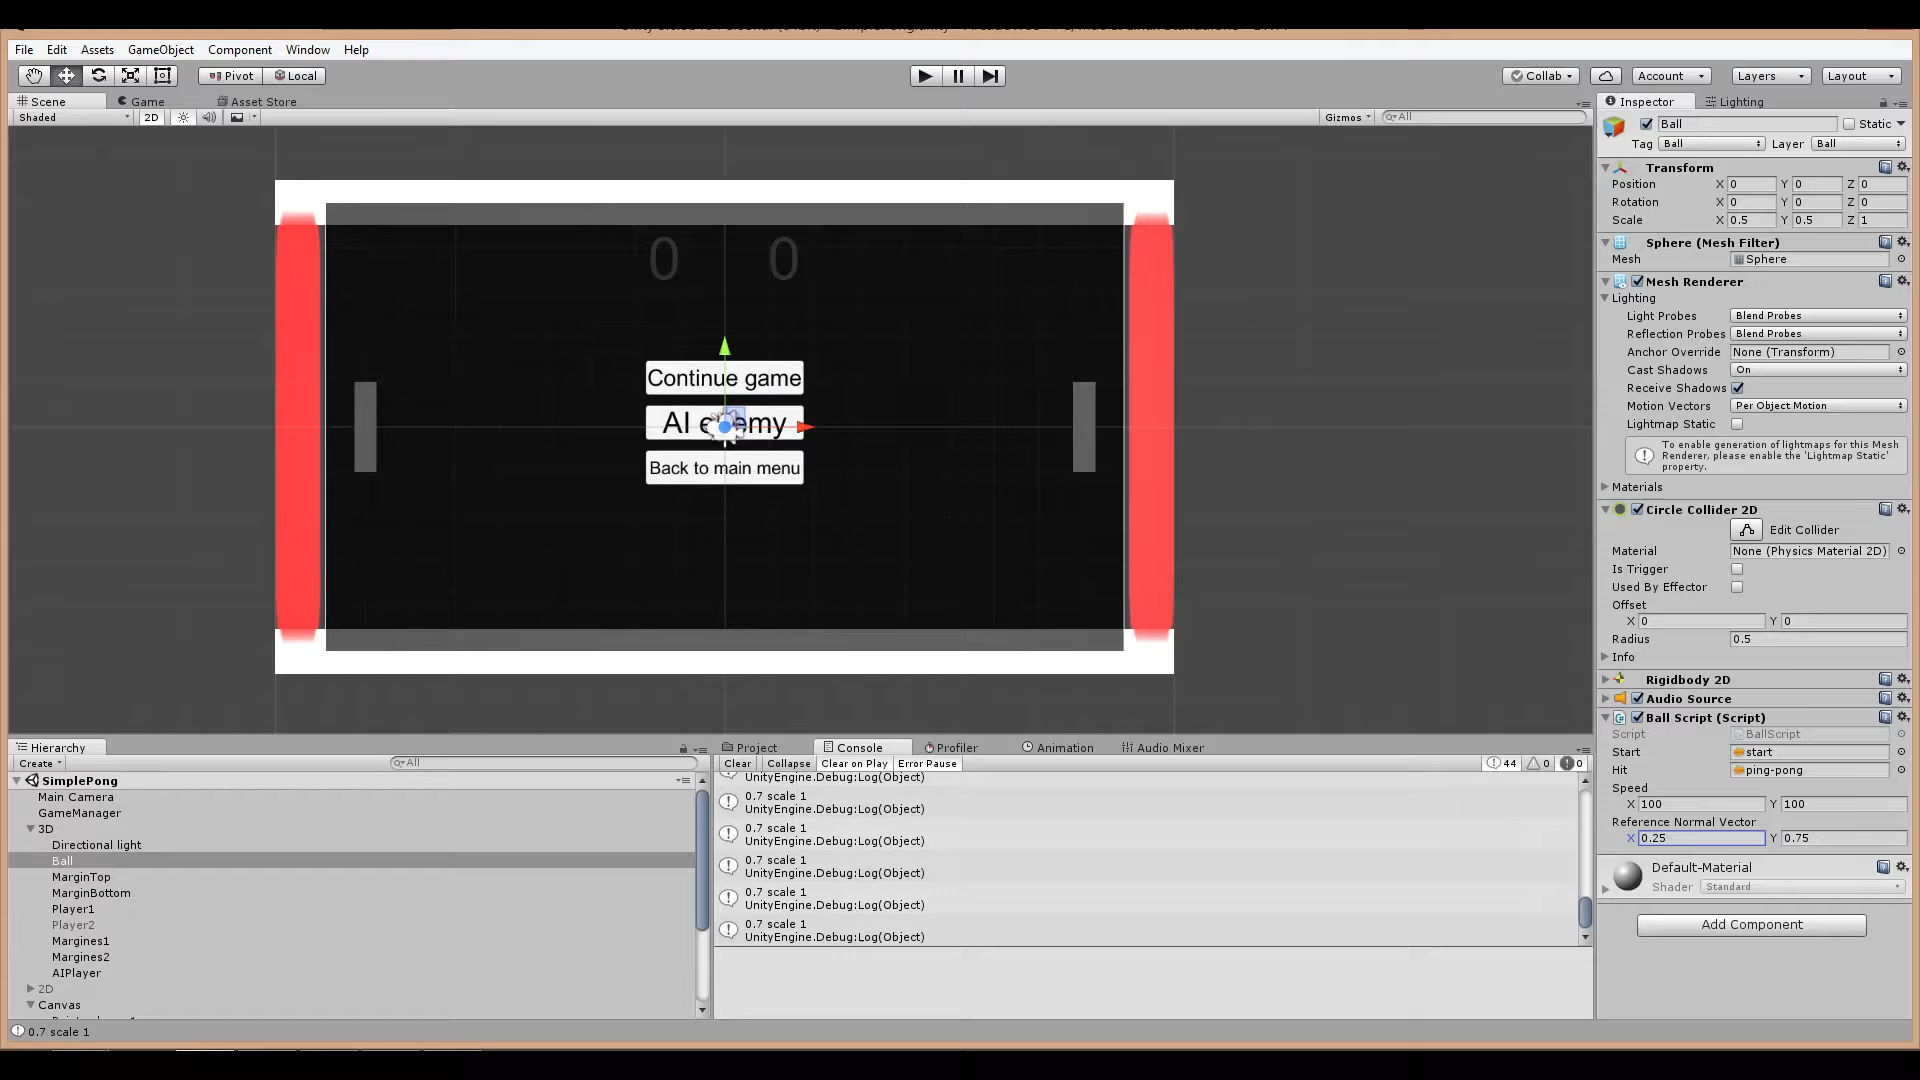 File Edit Assets GameObject Component Window Help
Pivot Local Collab Account Layers Layout
Scene Game Asset Store
Shaded 2D Gizmos All
Inspector Lighting
Ball Static
Tag Ball Layer Ball
Transform
Position X 0 Y 0 Z 0
Rotation X 0 Y 0 Z 0
Scale X 0.5 Y 0.5 Z 1
Sphere (Mesh Filter)
Mesh Sphere
Mesh Renderer
Lighting
Light Probes Blend Probes
Reflection Probes Blend Probes
Anchor Override None (Transform)
Cast Shadows On
Receive Shadows
Motion Vectors Per Object Motion
Lightmap Static
To enable generation of lightmaps for this Mesh
Renderer, please enable the 'Lightmap Static'
property.
Materials
Circle Collider 2D
Edit Collider
Material None (Physics Material 2D)
Is Trigger
Used By Effector
Offset
X 0 Y 0
Radius 0.5
Info
Rigidbody 2D
Audio Source
Ball Script (Script)
Script BallScript
Start start
Hit ping-pong
Speed
X 100 Y 100
Reference Normal Vector
X 0.25 Y 0.75
Default-Material
Shader Standard
Add Component
0 0
Continue game
AI enemy
Back to main menu
Hierarchy
Create All
SimplePong
Main Camera
GameManager
3D
Directional light
Ball
MarginTop
MarginBottom
Player1
Player2
Margines1
Margines2
AIPlayer
2D
Canvas
Project Console Profiler Animation Audio Mixer
Clear Collapse Clear on Play Error Pause 44 0 0
UnityEngine.Debug:Log(Object)
0.7 scale 1
UnityEngine.Debug:Log(Object)
0.7 scale 1
UnityEngine.Debug:Log(Object)
0.7 scale 1
UnityEngine.Debug:Log(Object)
0.7 scale 1
UnityEngine.Debug:Log(Object)
0.7 scale 1
UnityEngine.Debug:Log(Object)
0.7 scale 1